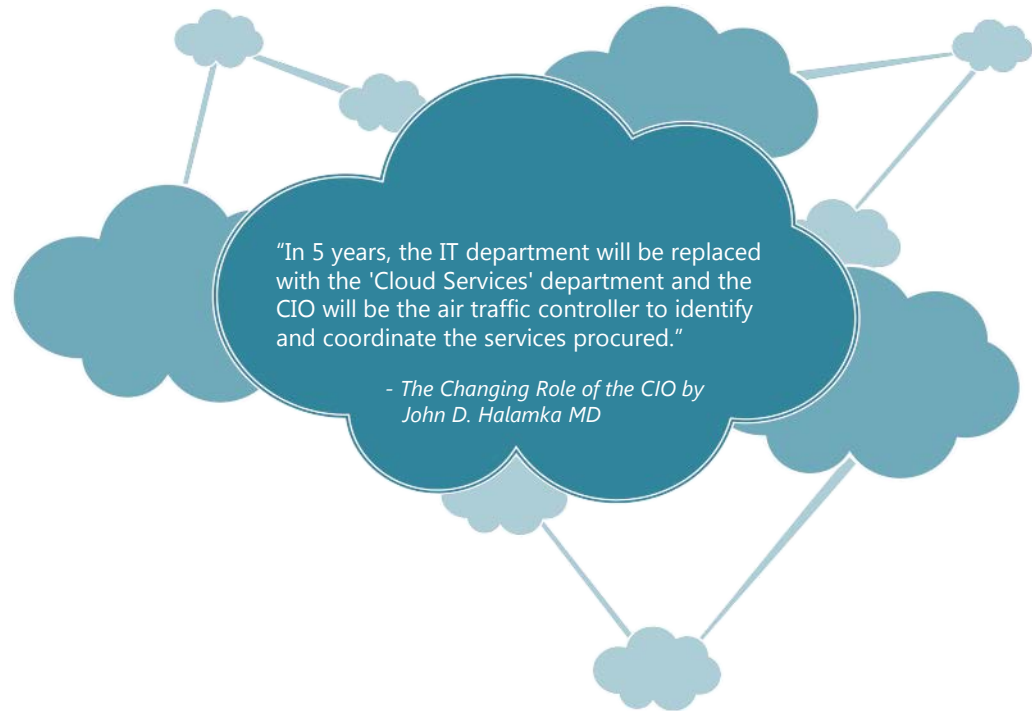 “In 5 years, the IT department will be replaced
with the 'Cloud Services' department and the
CIO will be the air traffic controller to identify
and coordinate the services procured.”
- The Changing Role of the CIO by
John D. Halamka MD